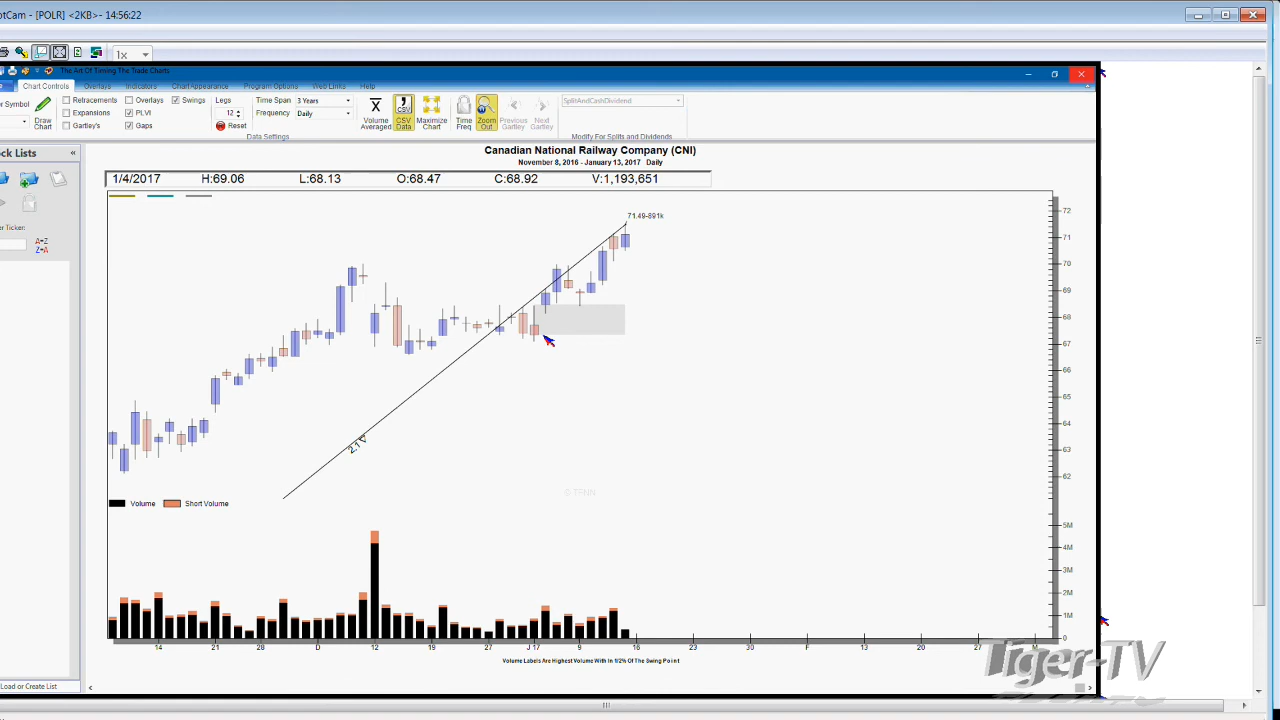 otCam - [POLR] <2KB> - 14:56:22
1x
The Art Of Timing The Trade Charts
Chart Controls Overlays Indicators Chart Appearance Program Options Web Links Help
er Symbol
Draw Chart
Retracements Overlays Swings
Expansions PLVI
Gartley's Gaps
Legs
12
Reset
Time Span 3 Years
Frequency Daily
Volume Averaged
CSV
CSV Data
Maximize Chart
Time Freq
Zoom Out
Previous Gartley
Next Gartley
SplitAndCashDividend
Data Settings
Modify For Splits and Dividends
ock Lists
er Ticker:
A=Z
Z=A
Load or Create List
Canadian National Railway Company (CNI)
November 8, 2016 - January 13, 2017 Daily
1/4/2017 H:69.06 L:68.13 O:68.47 C:68.92 V:1,193,651
71.49-891k
72
71
70
69
68
67
66
65
64
63
62
© TFNN
Volume Short Volume
5M
4M
3M
2M
1M
0
14 21 28 D 12 19 27 J 17 9 16 23 30 F 13 20 27 M
Volume Labels Are Highest Volume With In 1/2% Of The Swing Point
Tiger-TV